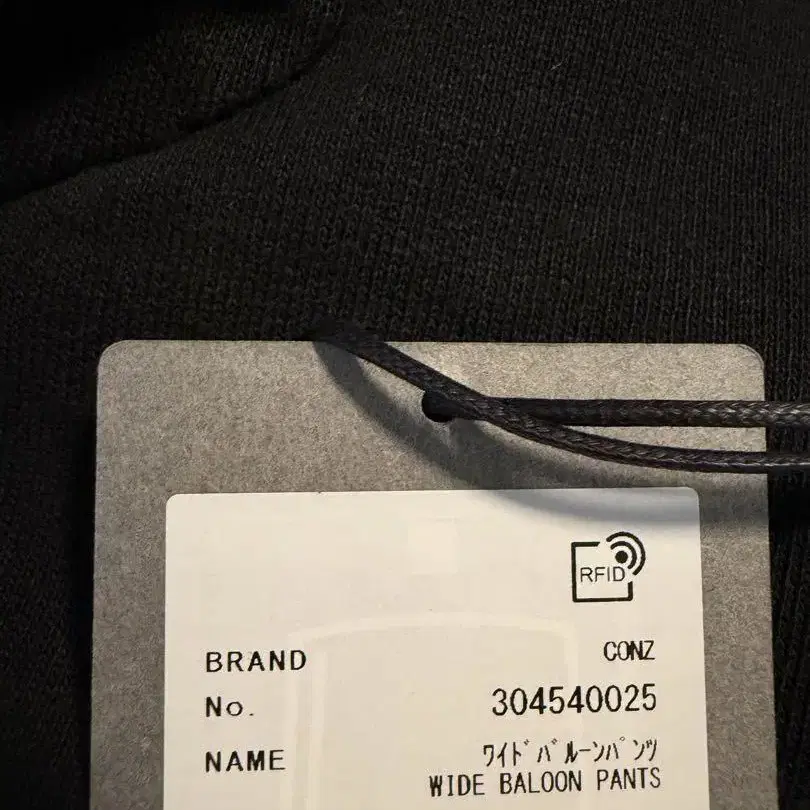 RFID
BRAND CONZ
No. 304540025
NAME ﾜｲﾄﾞﾊﾞﾙｰﾝﾊﾟﾝﾂ
WIDE BALOON PANTS